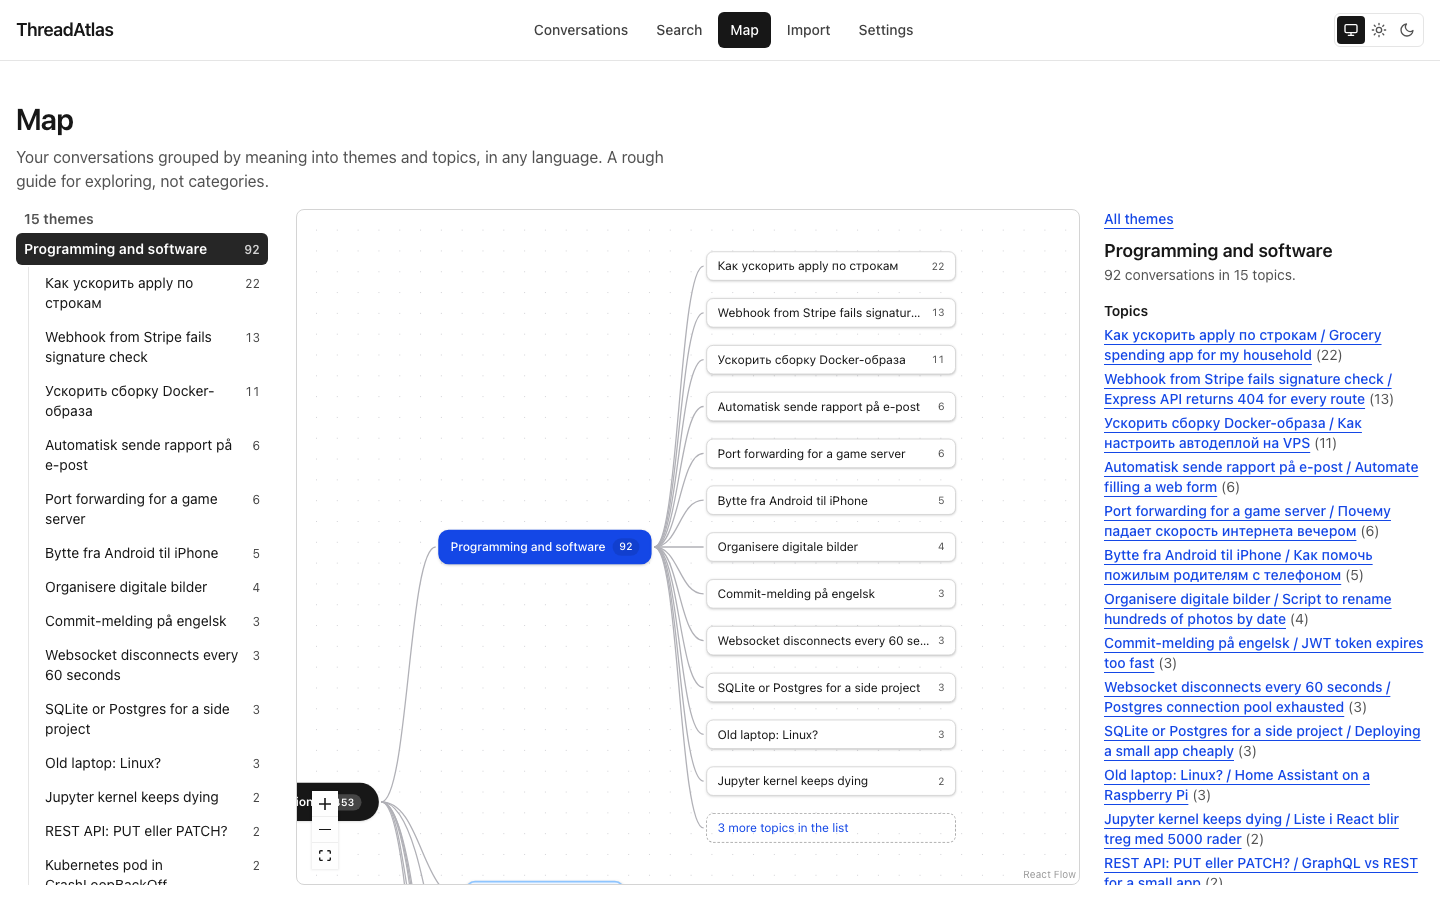 ThreadAtlas
Conversations
Search
Map
Import
Settings
Map
Your conversations grouped by meaning into themes and topics, in any language. A rough
guide for exploring, not categories.
15 themes
Programming and software 92
Как ускорить apply по 22
строкам
Webhook from Stripe fails 13
signature check
Ускорить сборку Docker- 11
образа
Automatisk sende rapport på 6
e-post
Port forwarding for a game 6
server
Bytte fra Android til iPhone 5
Organisere digitale bilder 4
Commit-melding på engelsk 3
Websocket disconnects every 3
60 seconds
SQLite or Postgres for a side 3
project
Old laptop: Linux? 3
Jupyter kernel keeps dying 2
REST API: PUT eller PATCH? 2
Kubernetes pod in 2
CrashLoopBackOff
Programming and software 92
Как ускорить apply по строкам 22
Webhook from Stripe fails signatur... 13
Ускорить сборку Docker-образа 11
Automatisk sende rapport på e-post 6
Port forwarding for a game server 6
Bytte fra Android til iPhone 5
Organisere digitale bilder 4
Commit-melding på engelsk 3
Websocket disconnects every 60 se... 3
SQLite or Postgres for a side project 3
Old laptop: Linux? 3
Jupyter kernel keeps dying 2
3 more topics in the list
React Flow
All themes
Programming and software
92 conversations in 15 topics.
Topics
Как ускорить apply по строкам / Grocery
spending app for my household (22)
Webhook from Stripe fails signature check /
Express API returns 404 for every route (13)
Ускорить сборку Docker-образа / Как
настроить автодеплой на VPS (11)
Automatisk sende rapport på e-post / Automate
filling a web form (6)
Port forwarding for a game server / Почему
падает скорость интернета вечером (6)
Bytte fra Android til iPhone / Как помочь
пожилым родителям с телефоном (5)
Organisere digitale bilder / Script to rename
hundreds of photos by date (4)
Commit-melding på engelsk / JWT token expires
too fast (3)
Websocket disconnects every 60 seconds /
Postgres connection pool exhausted (3)
SQLite or Postgres for a side project / Deploying
a small app cheaply (3)
Old laptop: Linux? / Home Assistant on a
Raspberry Pi (3)
Jupyter kernel keeps dying / Liste i React blir
treg med 5000 rader (2)
REST API: PUT eller PATCH? / GraphQL vs REST
for a small app (2)